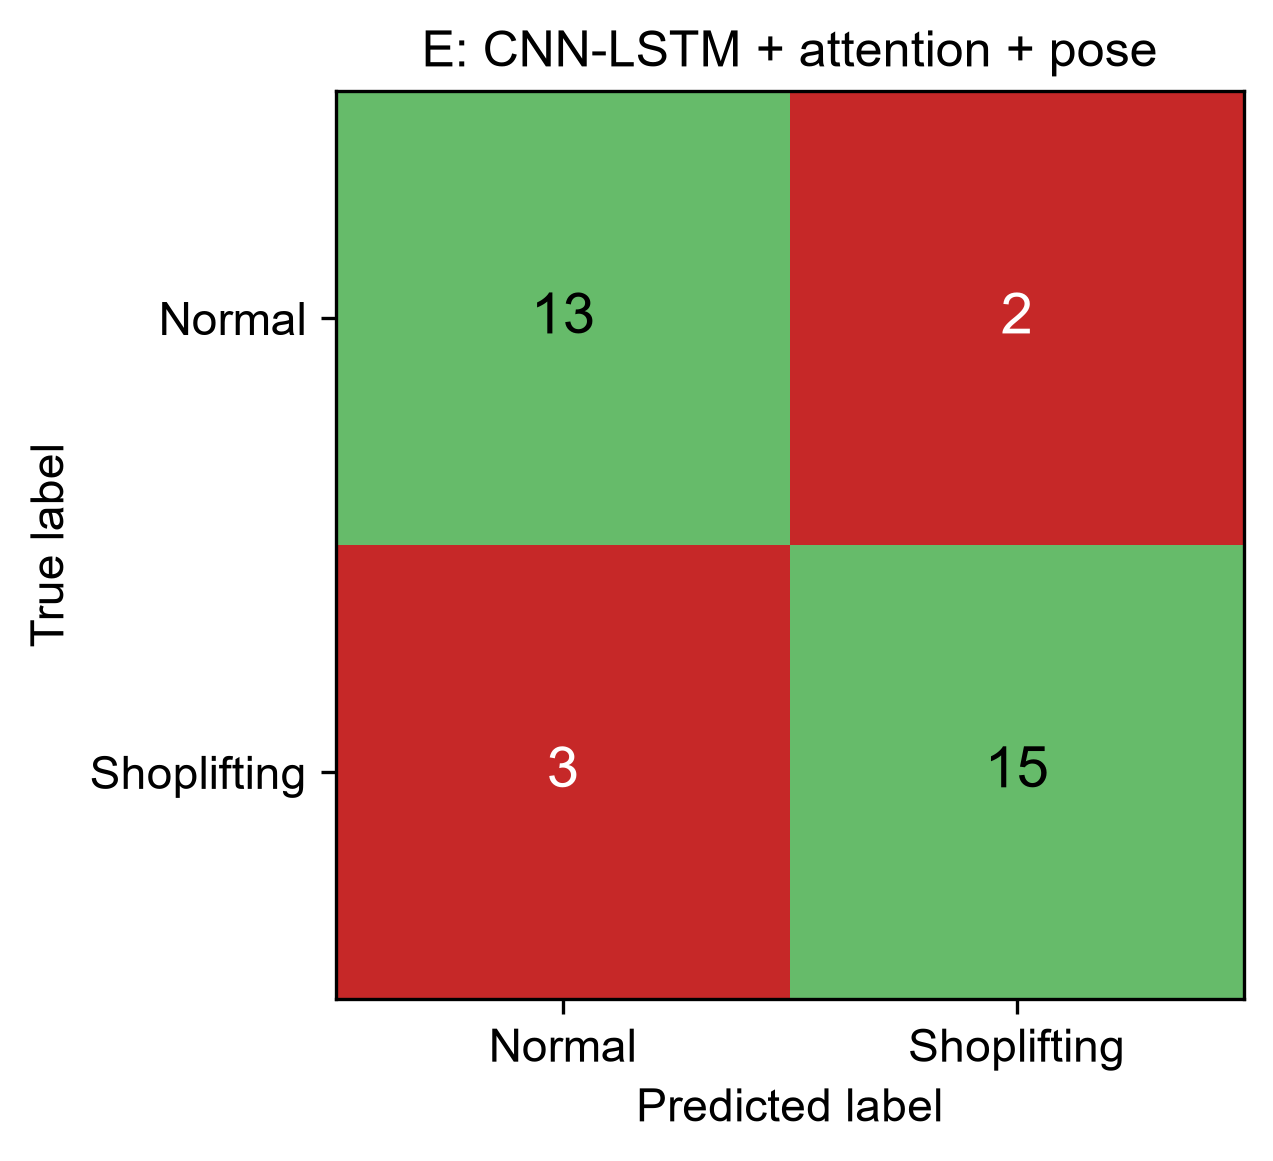 E: CNN-LSTM + attention + pose
True label
Normal
13
2
Shoplifting
3
15
Normal
Shoplifting
Predicted label